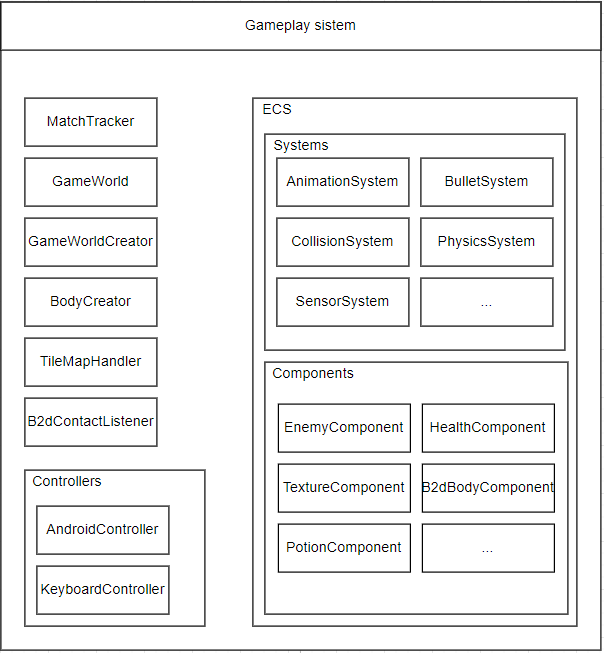 Gameplay sistem
MatchTracker
GameWorld
GameWorldCreator
BodyCreator
TileMapHandler
B2dContactListener
Controllers
AndroidController
KeyboardController
ECS
Systems
AnimationSystem
BulletSystem
CollisionSystem
PhysicsSystem
SensorSystem
...
Components
EnemyComponent
HealthComponent
TextureComponent
B2dBodyComponent
PotionComponent
...